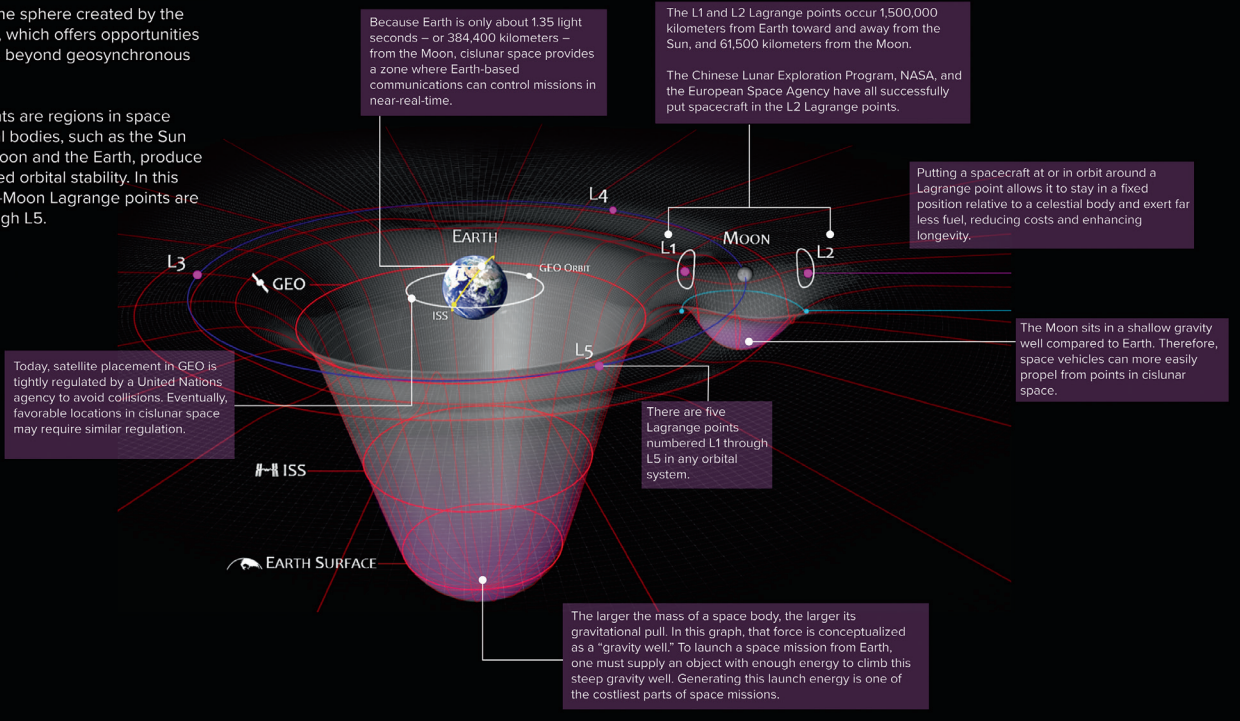 ne sphere created by the
, which offers opportunities
beyond geosynchronous
nts are regions in space
l bodies, such as the Sun
oon and the Earth, produce
ed orbital stability. In this
-Moon Lagrange points are
gh L5.
Because Earth is only about 1.35 light
seconds – or 384,400 kilometers –
from the Moon, cislunar space provides
a zone where Earth-based
communications can control missions in
near-real-time.
The L1 and L2 Lagrange points occur 1,500,000
kilometers from Earth toward and away from the
Sun, and 61,500 kilometers from the Moon.
The Chinese Lunar Exploration Program, NASA, and
the European Space Agency have all successfully
put spacecraft in the L2 Lagrange points.
Putting a spacecraft at or in orbit around a
Lagrange point allows it to stay in a fixed
position relative to a celestial body and exert far
less fuel, reducing costs and enhancing
longevity.
L4
EARTH
L1
MOON
L2
L3
GEO
GEO ORBIT
ISS
L5
The Moon sits in a shallow gravity
well compared to Earth. Therefore,
space vehicles can more easily
propel from points in cislunar
space.
Today, satellite placement in GEO is
tightly regulated by a United Nations
agency to avoid collisions. Eventually,
favorable locations in cislunar space
may require similar regulation.
There are five
Lagrange points
numbered L1 through
L5 in any orbital
system.
ISS
EARTH SURFACE
The larger the mass of a space body, the larger its
gravitational pull. In this graph, that force is conceptualized
as a “gravity well.” To launch a space mission from Earth,
one must supply an object with enough energy to climb this
steep gravity well. Generating this launch energy is one of
the costliest parts of space missions.